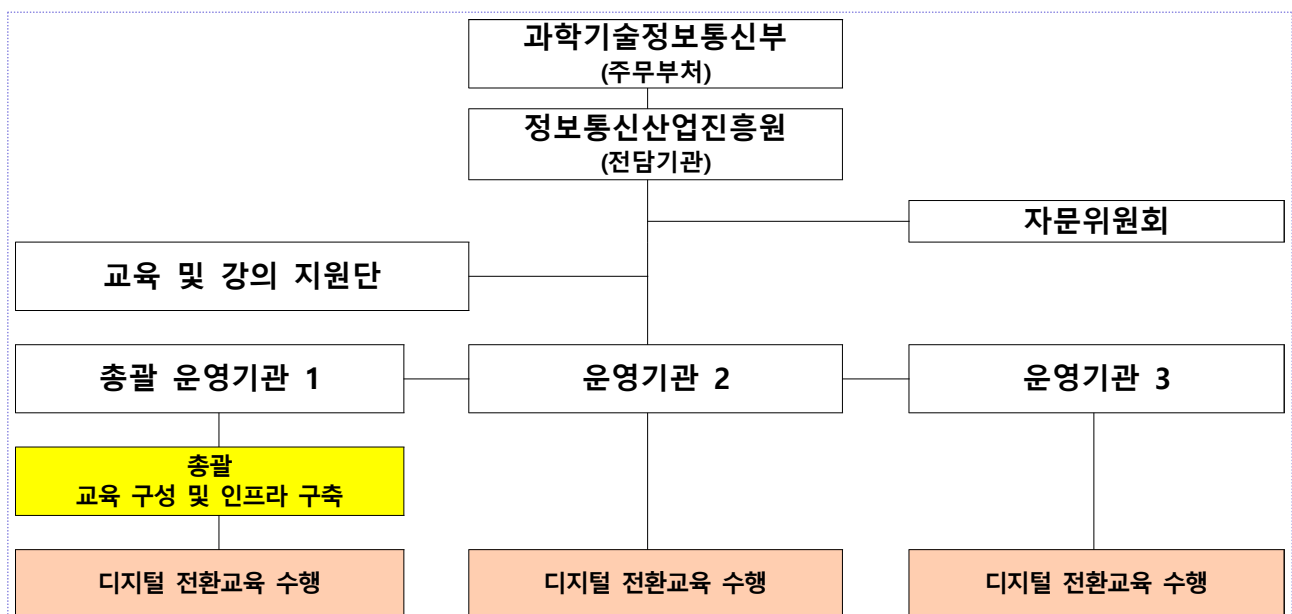 과학기술정보통신부
(주무부처)
정보통신산업진흥원
(전담기관)
자문위원회
교육 및 강의 지원단
총괄 운영기관 1
운영기관 2
운영기관 3
총괄
교육 구성 및 인프라 구축
디지털 전환교육 수행
디지털 전환교육 수행
디지털 전환교육 수행